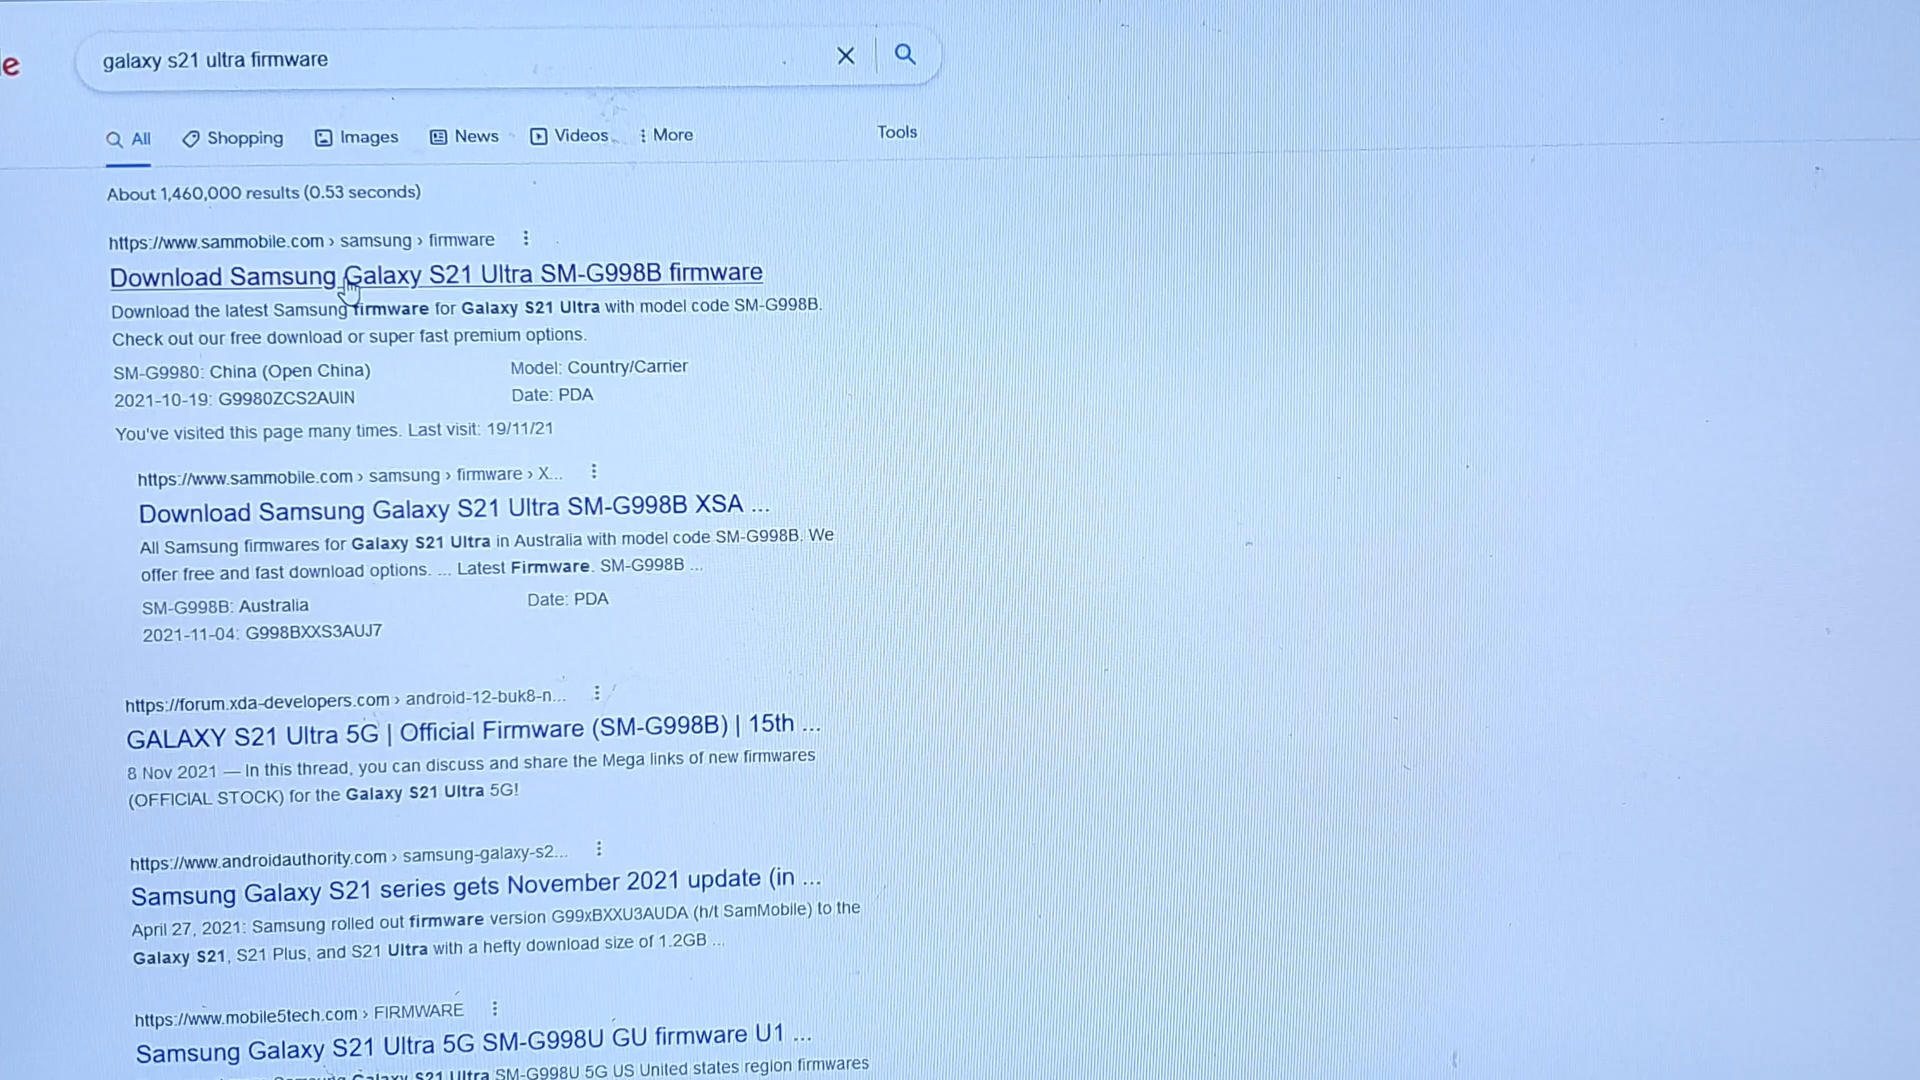 e
galaxy s21 ultra firmware
All Shopping Images News Videos More Tools
About 1,460,000 results (0.53 seconds)
https://www.sammobile.com › samsung › firmware
Download Samsung Galaxy S21 Ultra SM-G998B firmware
Download the latest Samsung firmware for Galaxy S21 Ultra with model code SM-G998B.
Check out our free download or super fast premium options.
SM-G9980: China (Open China) Model: Country/Carrier
2021-10-19: G9980ZCS2AUIN Date: PDA
You've visited this page many times. Last visit: 19/11/21
https://www.sammobile.com › samsung › firmware › X...
Download Samsung Galaxy S21 Ultra SM-G998B XSA ...
All Samsung firmwares for Galaxy S21 Ultra in Australia with model code SM-G998B. We
offer free and fast download options. ... Latest Firmware. SM-G998B ...
SM-G998B: Australia Date: PDA
2021-11-04: G998BXXS3AUJ7
https://forum.xda-developers.com › android-12-buk8-n...
GALAXY S21 Ultra 5G | Official Firmware (SM-G998B) | 15th ...
8 Nov 2021 — In this thread, you can discuss and share the Mega links of new firmwares
(OFFICIAL STOCK) for the Galaxy S21 Ultra 5G!
https://www.androidauthority.com › samsung-galaxy-s2...
Samsung Galaxy S21 series gets November 2021 update (in ...
April 27, 2021: Samsung rolled out firmware version G99xBXXU3AUDA (h/t SamMobile) to the
Galaxy S21, S21 Plus, and S21 Ultra with a hefty download size of 1.2GB ...
https://www.mobile5tech.com › FIRMWARE
Samsung Galaxy S21 Ultra 5G SM-G998U GU firmware U1 ...
Samsung Galaxy S21 Ultra SM-G998U 5G US United states region firmwares